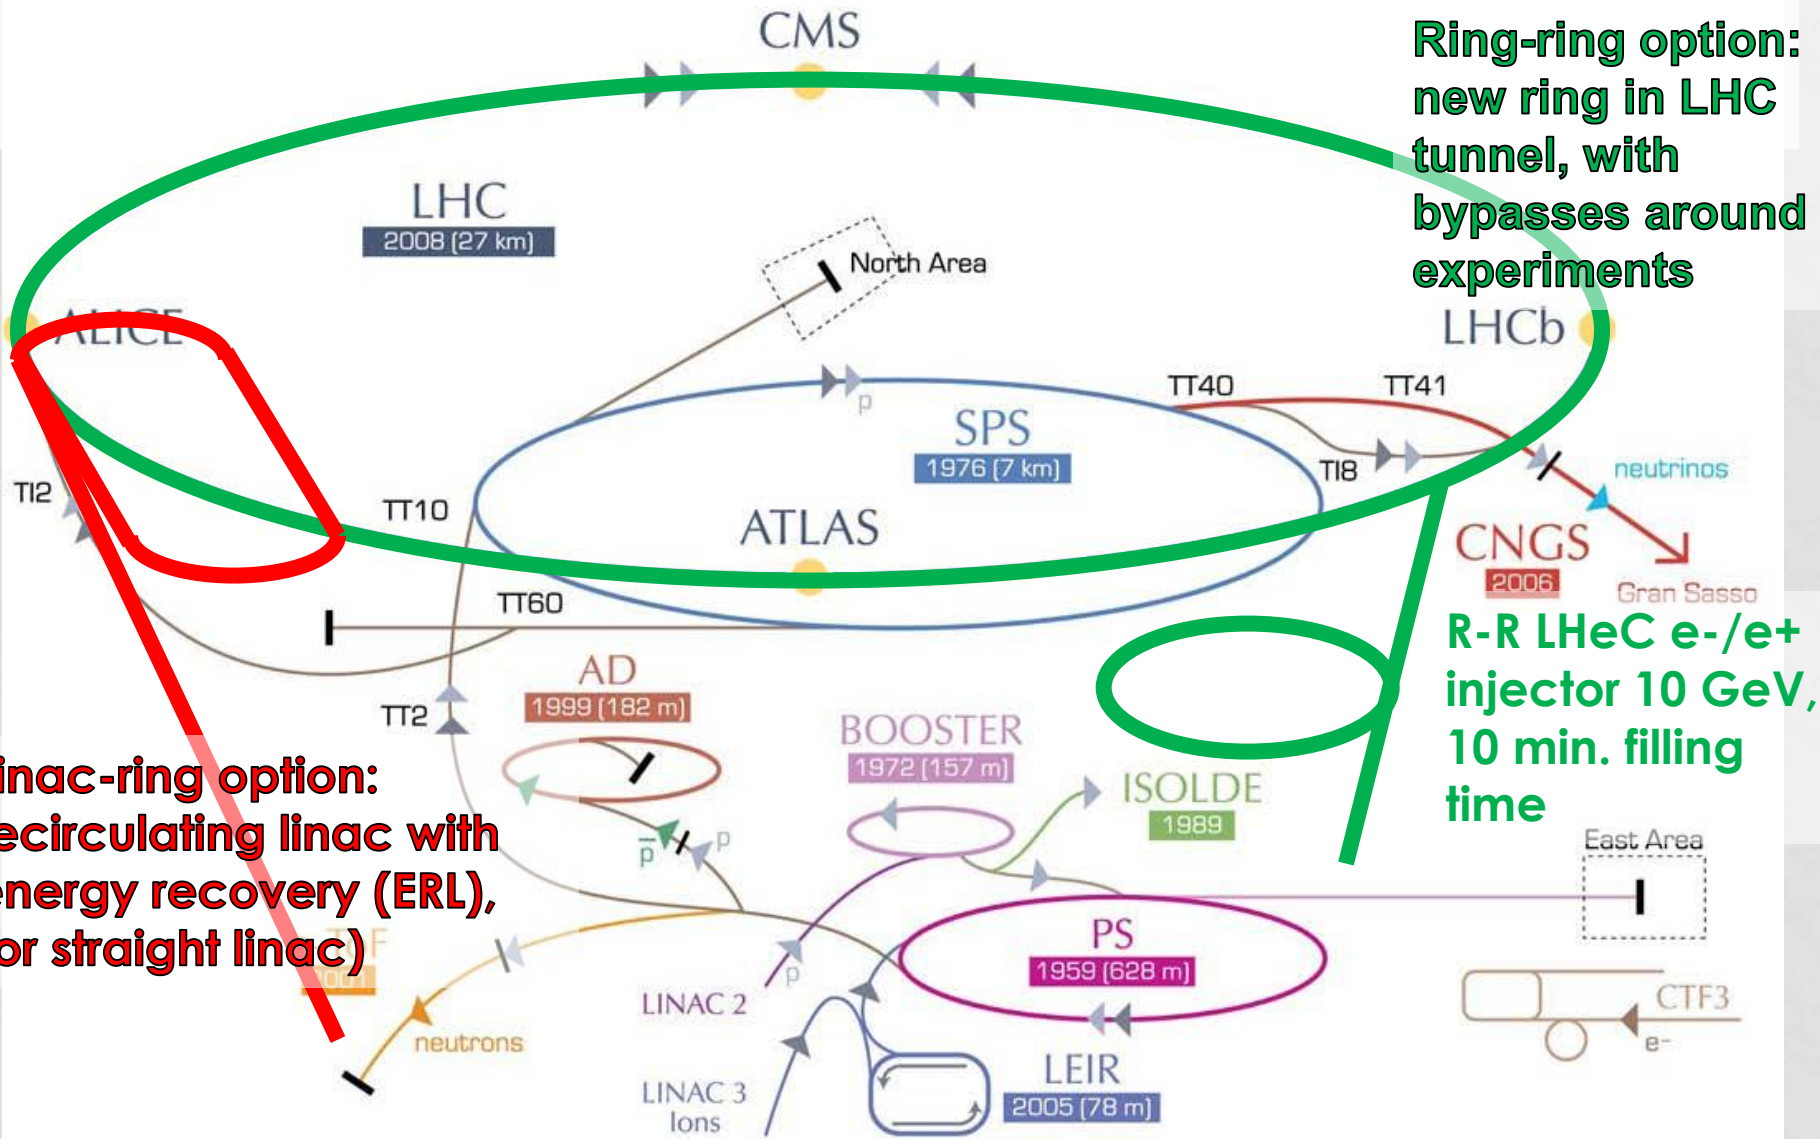 CMS
Ring-ring option:
new ring in LHC
tunnel, with
bypasses around
experiments
LHC
2008 (27 km)
North Area
ALICE
LHCb
TT40
TT41
p
SPS
1976 (7 km)
TI8
neutrinos
TI2
TT10
ATLAS
CNGS
2006
Gran Sasso
TT60
R-R LHeC e-/e+
injector 10 GeV,
10 min. filling
time
AD
1999 (182 m)
TT2
BOOSTER
1972 (157 m)
ISOLDE
1989
inac-ring option:
ecirculating linac with
energy recovery (ERL),
or straight linac)
p̅
p
East Area
PS
1959 (628 m)
p
LINAC 2
neutrons
CTF3
e-
LEIR
2005 (78 m)
LINAC 3
Ions